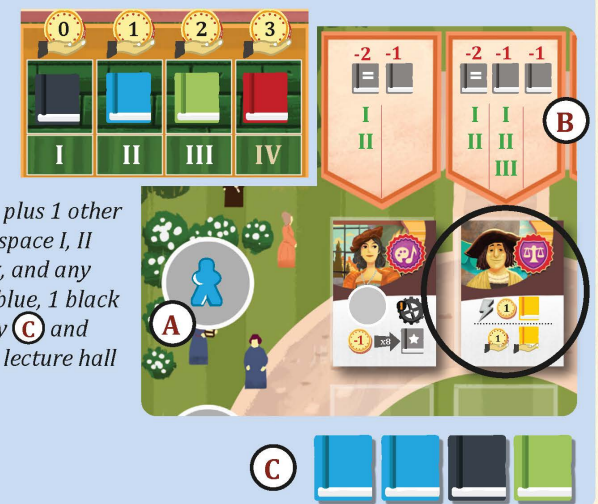 0 1 2 3
I II III IV
-2 -1
=
I
II
-2 -1 -1
=
I I
II II
III
B
plus 1 other
space I, II
, and any
blue, 1 black
y C and
lecture hall
A
-1 x8
1
1
C